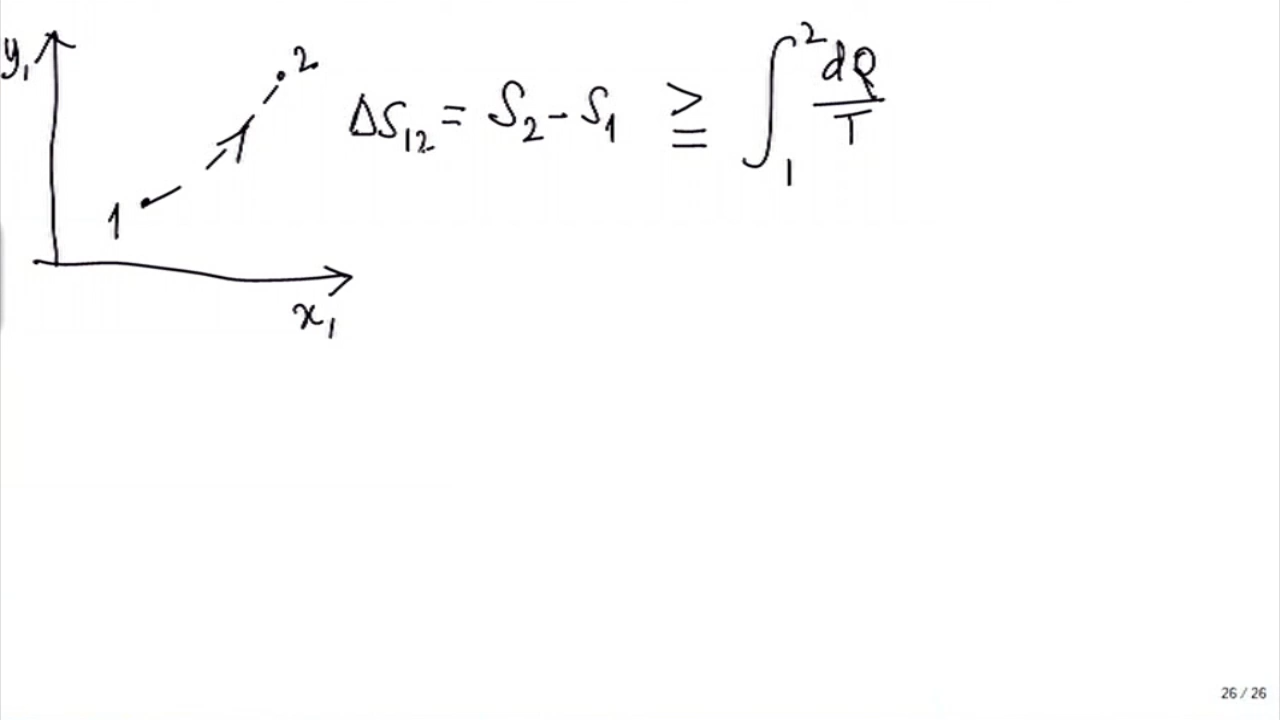 y₁
2
ΔS₁₂ = S₂ - S₁ ≧ ∫₁² dQ/T
1
x₁
26 / 26